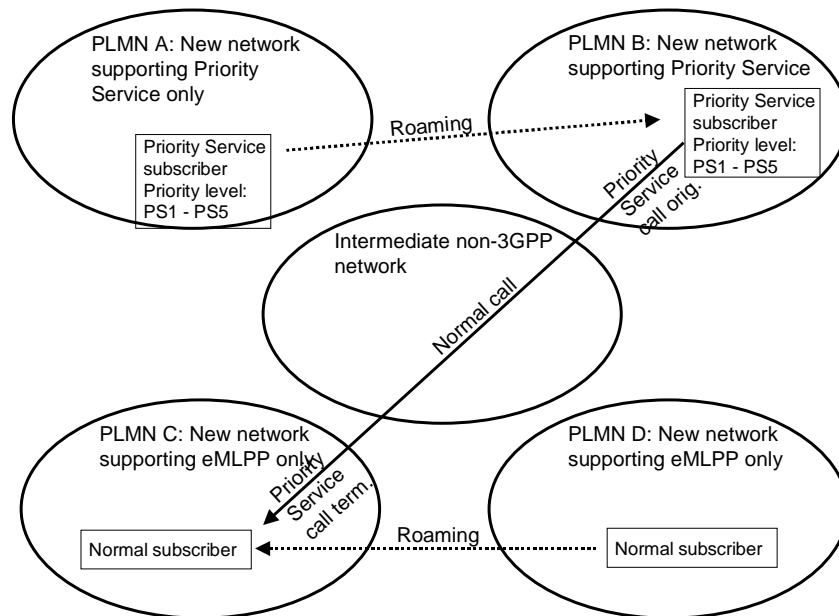 PLMN A: New network
supporting Priority
Service only
PLMN B: New network
supporting Priority Service
Roaming
Priority Service
subscriber
Priority level:
PS1 - PS5
Priority Service
subscriber
Priority level:
PS1 - PS5
Priority
Service
call orig.
Intermediate non-3GPP
network
Normal call
PLMN C: New network
supporting eMLPP only
PLMN D: New network
supporting eMLPP only
Priority
Service
call term.
Normal subscriber
Roaming
Normal subscriber